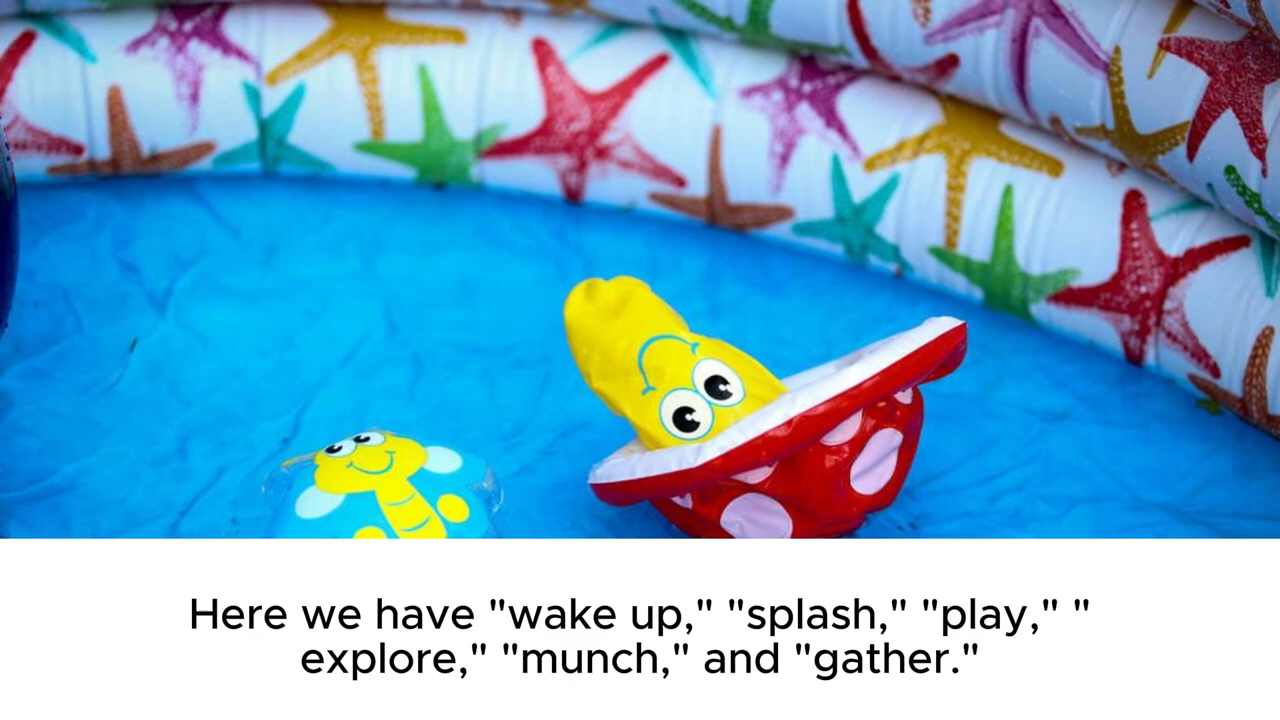 Here we have "wake up," "splash," "play," "
explore," "munch," and "gather."